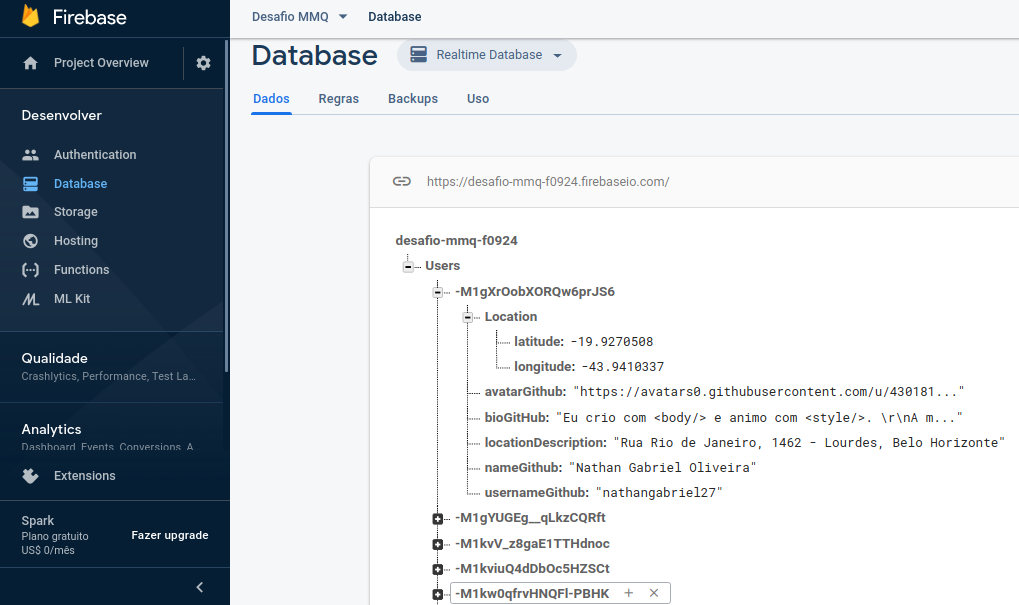 Firebase
Desafio MMQ
Database
Project Overview
Database
Realtime Database
Dados
Regras
Backups
Uso
Desenvolver
Authentication
Database
Storage
Hosting
Functions
ML Kit
Qualidade
Crashlytics, Performance, Test La...
Analytics
Dashboard, Events, Conversions, A
Extensions
Spark
Plano gratuito
US$ 0/mês
Fazer upgrade
https://desafio-mmq-f0924.firebaseio.com/
desafio-mmq-f0924
Users
-M1gXrOobXORQw6prJS6
Location
latitude: -19.9270508
longitude: -43.9410337
avatarGithub: "https://avatars0.githubusercontent.com/u/430181..."
bioGitHub: "Eu crio com <body/> e animo com <style/>. \r\nA m..."
locationDescription: "Rua Rio de Janeiro, 1462 - Lourdes, Belo Horizonte"
nameGithub: "Nathan Gabriel Oliveira"
usernameGithub: "nathangabriel27"
-M1gYUGEg__qLkzCQRft
-M1kvV_z8gaE1TTHdnoc
-M1kviuQ4dDbOc5HZSCt
-M1kw0qfrvHNQFl-PBHK